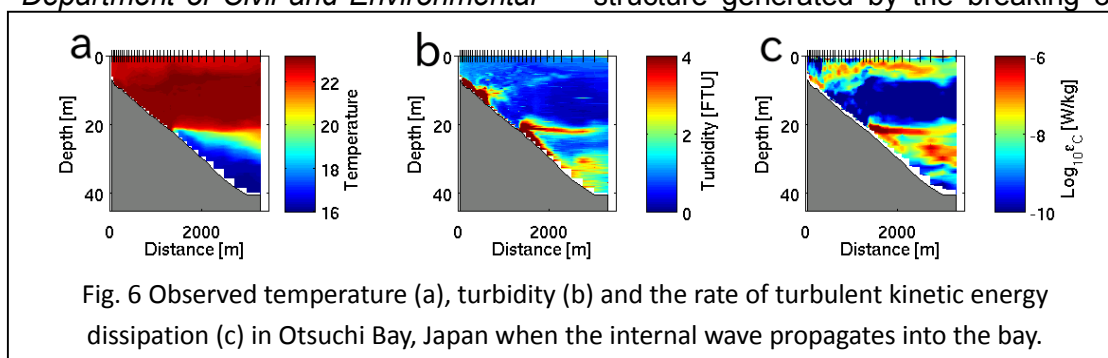 Department of Civil and Environmental
structure generated by the breaking o
a
b
c
0
20
40
Depth [m]
0
2000
Distance [m]
22
20
18
16
Temperature
0
20
40
Depth [m]
0
2000
Distance [m]
4
2
0
Turbidity [FTU]
0
20
40
Depth [m]
0
2000
Distance [m]
-6
-8
-10
Log₁₀ ε_C [W/kg]
Fig. 6 Observed temperature (a), turbidity (b) and the rate of turbulent kinetic energy
dissipation (c) in Otsuchi Bay, Japan when the internal wave propagates into the bay.